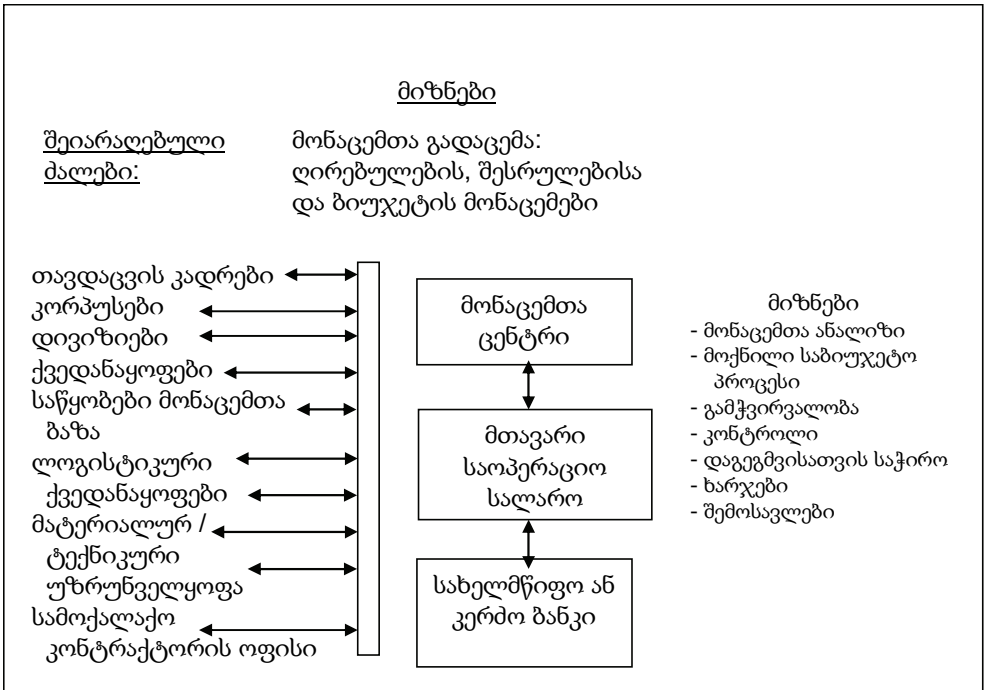 მიზნები
შეიარაღებული
ძალები:
მონაცემთა გადაცემა:
ღირებულების, შესრულებისა
და ბიუჯეტის მონაცემები
თავდაცვის კადრები
კორპუსები
დივიზიები
ქვედანაყოფები
საწყობები მონაცემთა
ბაზა
ლოგისტიკური
ქვედანაყოფები
მატერიალურ /
ტექნიკური
უზრუნველყოფა
სამოქალაქო
კონტრაქტორის ოფისი
მონაცემთა
ცენტრი
მთავარი
საოპერაციო
სალარო
სახელმწიფო ან
კერძო ბანკი
მიზნები
- მონაცემთა ანალიზი
- მოქნილი საბიუჯეტო
პროცესი
- გამჭვირვალობა
- კონტროლი
- დაგეგმვისათვის საჭირო
- ხარჯები
- შემოსავლები